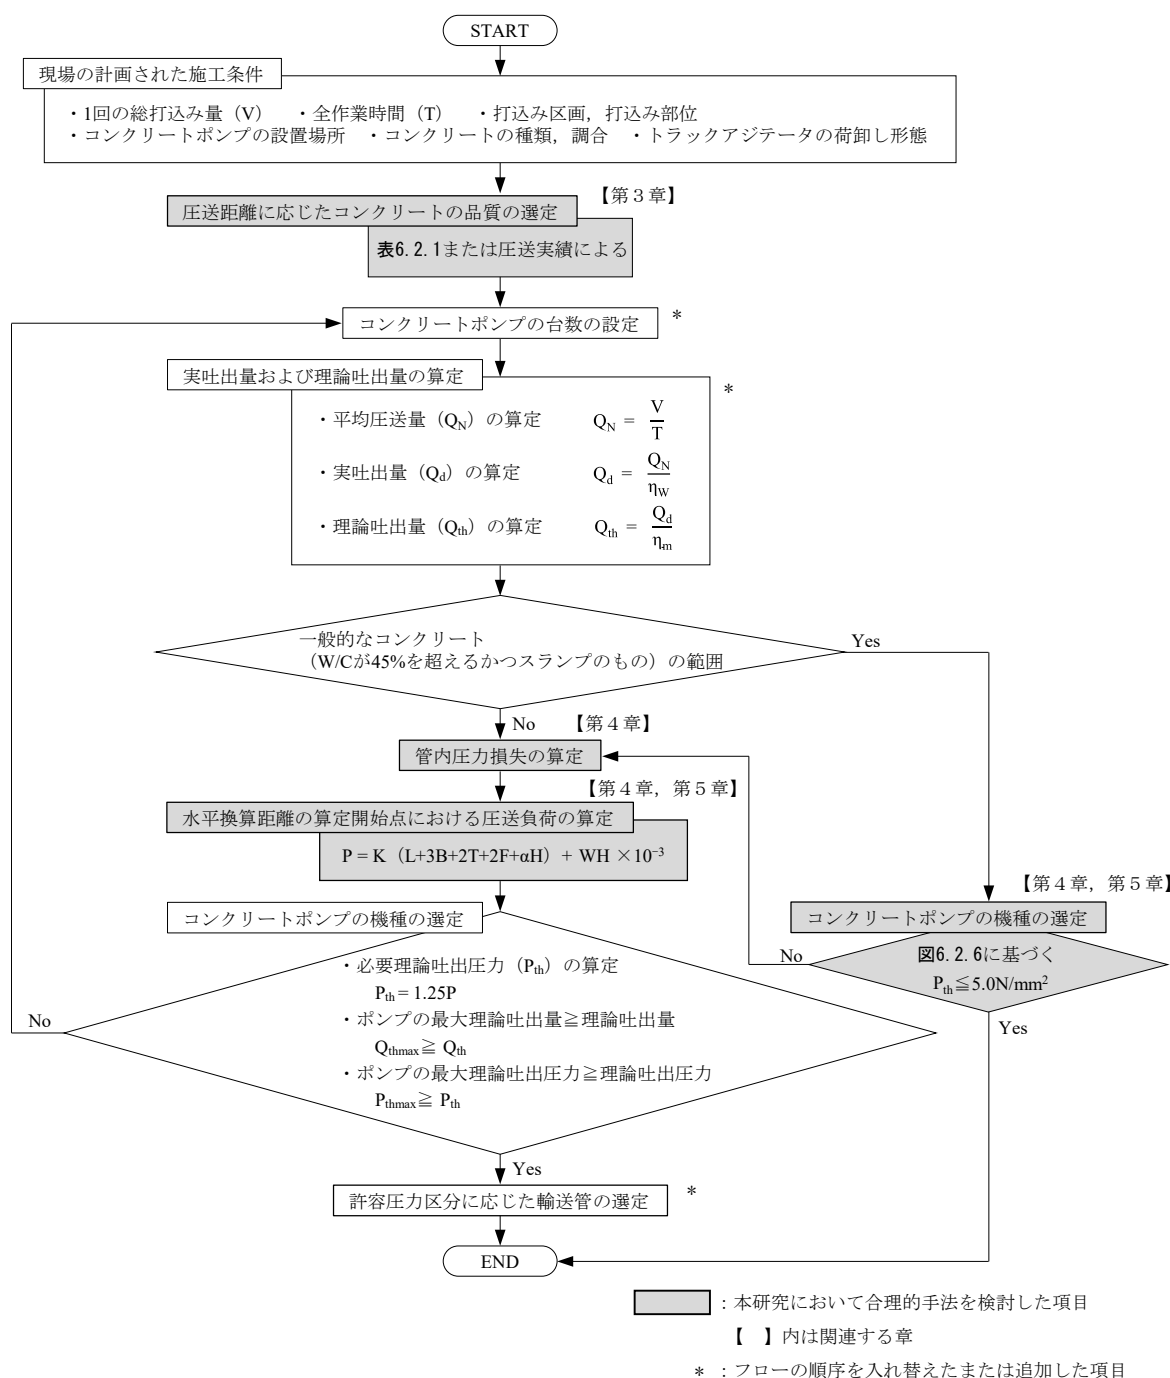 START
現場の計画された施工条件
・1回の総打込み量（V）　・全作業時間（T）　・打込み区画，打込み部位
・コンクリートポンプの設置場所　・コンクリートの種類，調合　・トラックアジテータの荷卸し形態
【第３章】
圧送距離に応じたコンクリートの品質の選定
表6.2.1または圧送実績による
コンクリートポンプの台数の設定　*
実吐出量および理論吐出量の算定　*
・平均圧送量（Q_N）の算定　Q_N = V/T
・実吐出量（Q_d）の算定　Q_d = Q_N/η_W
・理論吐出量（Q_th）の算定　Q_th = Q_d/η_m
一般的なコンクリート
（W/Cが45%を超えるかつスランプのもの）の範囲
Yes
No
【第４章】
管内圧力損失の算定
【第４章，第５章】
水平換算距離の算定開始点における圧送負荷の算定
P = K（L+3B+2T+2F+αH）+ WH ×10⁻³
【第４章，第５章】
コンクリートポンプの機種の選定
図6.2.6に基づく
P_th≦5.0N/mm²
No
Yes
コンクリートポンプの機種の選定
・必要理論吐出圧力（P_th）の算定
P_th = 1.25P
・ポンプの最大理論吐出量≧理論吐出量
Q_thmax≧ Q_th
・ポンプの最大理論吐出圧力≧理論吐出圧力
P_thmax≧ P_th
No
Yes
許容圧力区分に応じた輸送管の選定　*
END
：本研究において合理的手法を検討した項目
【　】内は関連する章
*　：フローの順序を入れ替えたまたは追加した項目